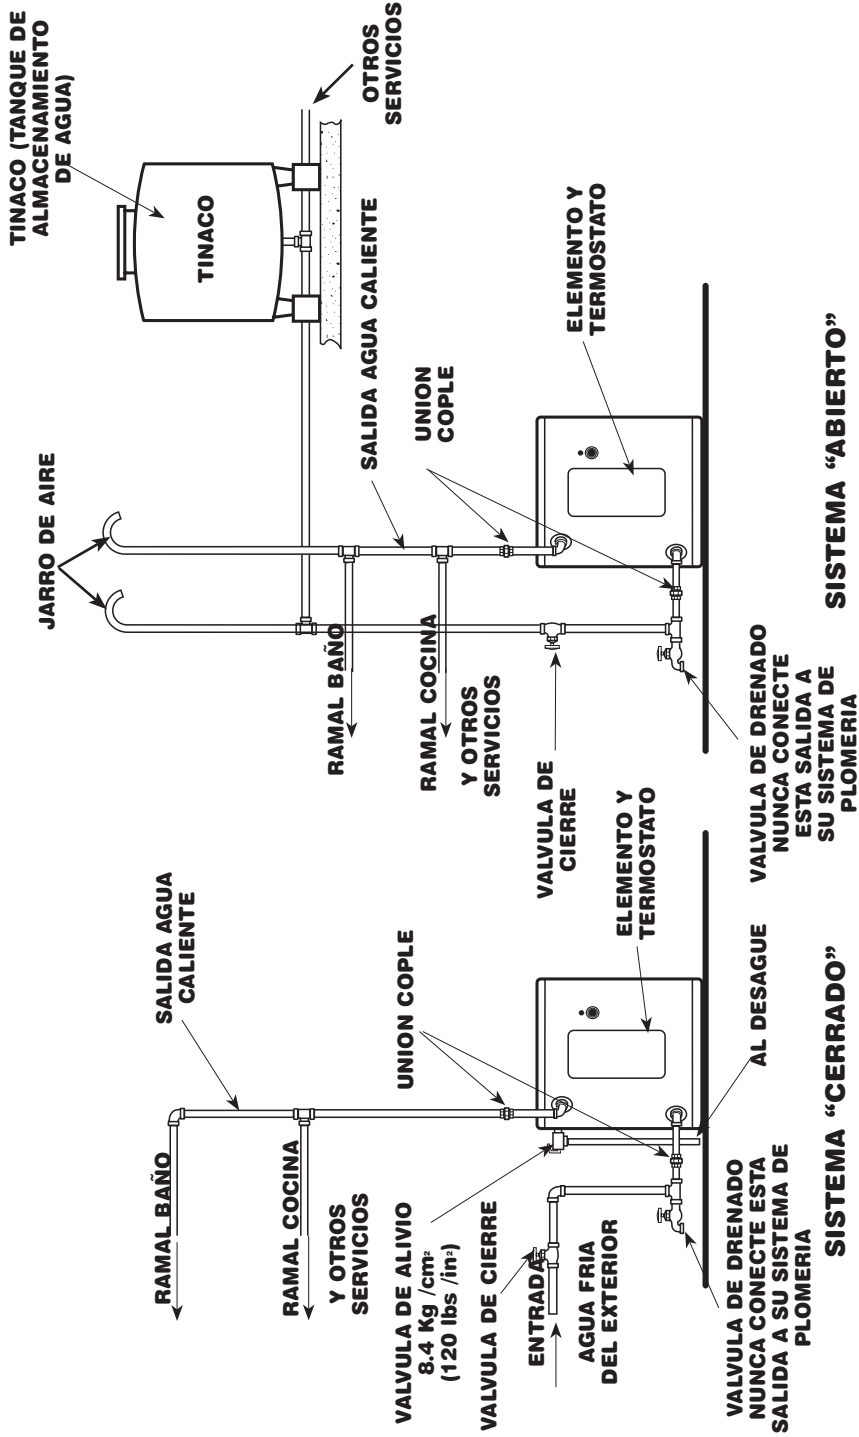 TINACO (TANQUE DE
ALMACENAMIENTO
DE AGUA)
TINACO
OTROS
SERVICIOS
JARRO DE AIRE
SALIDA AGUA CALIENTE
UNION
COPLE
ELEMENTO Y
TERMOSTATO
RAMAL BAÑO
RAMAL COCINA
Y OTROS
SERVICIOS
VALVULA DE
CIERRE
VALVULA DE DRENADO
NUNCA CONECTE
ESTA SALIDA A
SU SISTEMA DE
PLOMERIA
SISTEMA “ABIERTO”
SALIDA AGUA
CALIENTE
UNION COPLE
ELEMENTO Y
TERMOSTATO
AL DESAGUE
RAMAL BAÑO
RAMAL COCINA
Y OTROS
SERVICIOS
VALVULA DE ALIVIO
8.4 Kg /cm²
(120 lbs /in²)
VALVULA DE CIERRE
ENTRADA
AGUA FRIA
DEL EXTERIOR
VALVULA DE DRENADO
NUNCA CONECTE ESTA
SALIDA A SU SISTEMA DE
PLOMERIA
SISTEMA “CERRADO”